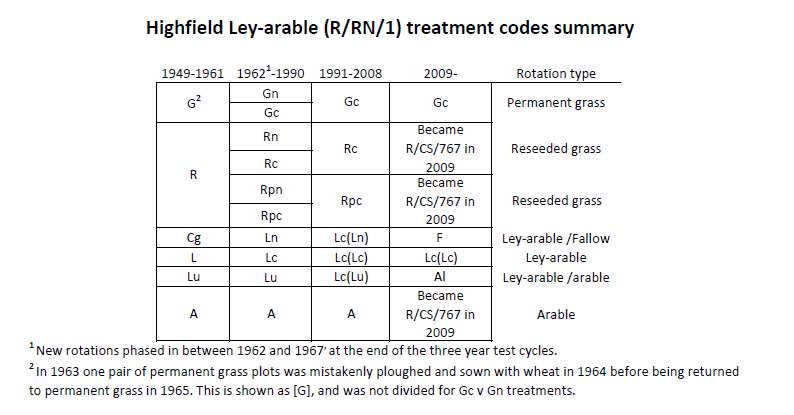 Highfield Ley-arable (R/RN/1) treatment codes summary
1949-1961 1962¹-1990 1991-2008 2009- Rotation type
G² Gn Gc Gc Gc Permanent grass
R Rn Rc Rc Became R/CS/767 in 2009 Reseeded grass
Rpn Rpc Rpc Became R/CS/767 in 2009 Reseeded grass
Cg Ln Lc(Ln) F Ley-arable /Fallow
L Lc Lc(Lc) Lc(Lc) Ley-arable
Lu Lu Lc(Lu) Al Ley-arable /arable
A A A Became R/CS/767 in 2009 Arable
¹ New rotations phased in between 1962 and 1967’ at the end of the three year test cycles.
² In 1963 one pair of permanent grass plots was mistakenly ploughed and sown with wheat in 1964 before being returned
to permanent grass in 1965. This is shown as [G], and was not divided for Gc v Gn treatments.